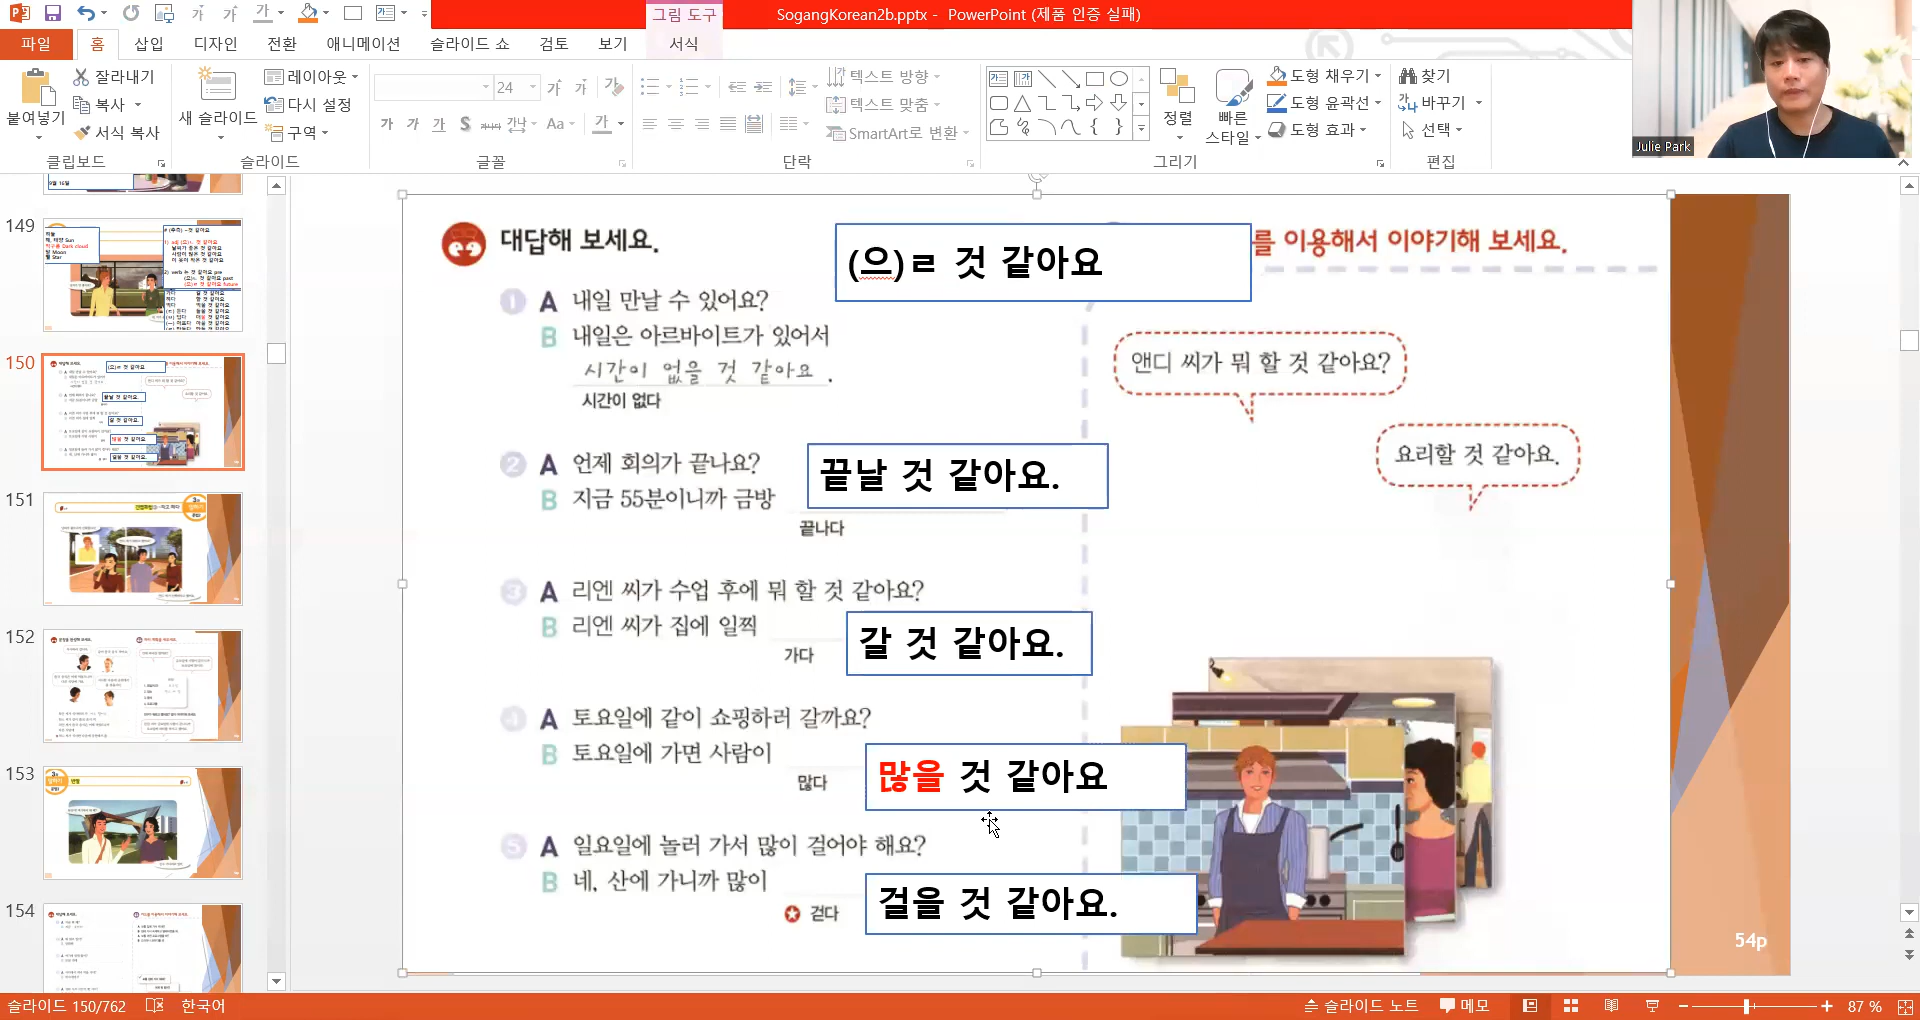 그림 도구
SogangKorean2b.pptx - PowerPoint (제품 인증 실패)
파일
홈
삽입
디자인
전환
애니메이션
슬라이드 쇼
검토
보기
서식
붙여넣기
잘라내기
복사
서식 복사
클립보드
새 슬라이드
레이아웃
다시 설정
구역
슬라이드
24
글꼴
텍스트 방향
텍스트 맞춤
SmartArt로 변환
단락
정렬
빠른 스타일
도형 채우기
도형 윤곽선
도형 효과
그리기
찾기
바꾸기
선택
편집
Julie Park
149
150
151
152
153
154
대답해 보세요.
(으)ㄹ 것 같아요
를 이용해서 이야기해 보세요.
1 A 내일 만날 수 있어요?
B 내일은 아르바이트가 있어서
시간이 없을 것 같아요.
시간이 없다
2 A 언제 회의가 끝나요?
B 지금 55분이니까 금방
끝날 것 같아요.
끝나다
3 A 리엔 씨가 수업 후에 뭐 할 것 같아요?
B 리엔 씨가 집에 일찍
갈 것 같아요.
가다
4 A 토요일에 같이 쇼핑하러 갈까요?
B 토요일에 가면 사람이
많을 것 같아요
많다
5 A 일요일에 놀러 가서 많이 걸어야 해요?
B 네, 산에 가니까 많이
걸을 것 같아요.
걷다
앤디 씨가 뭐 할 것 같아요?
요리할 것 같아요.
54p
슬라이드 150/762
한국어
슬라이드 노트
메모
87 %